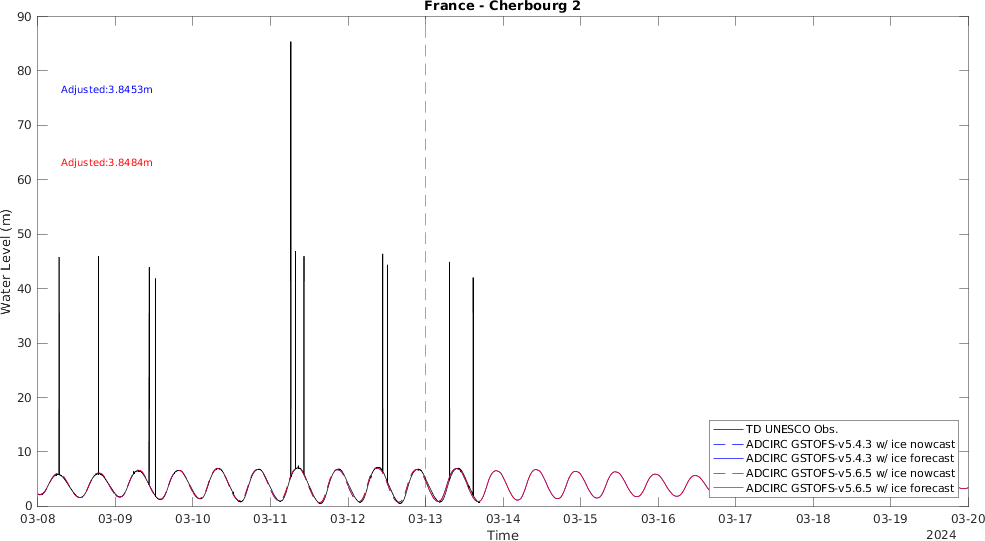 France - Cherbourg 2
90
80
70
60
50
40
30
20
10
0
Water Level (m)
Adjusted:3.8453m
Adjusted:3.8484m
TD UNESCO Obs.
ADCIRC GSTOFS-v5.4.3 w/ ice nowcast
ADCIRC GSTOFS-v5.4.3 w/ ice forecast
ADCIRC GSTOFS-v5.6.5 w/ ice nowcast
ADCIRC GSTOFS-v5.6.5 w/ ice forecast
03-08 03-09 03-10 03-11 03-12 03-13 03-14 03-15 03-16 03-17 03-18 03-19 03-20
Time
2024